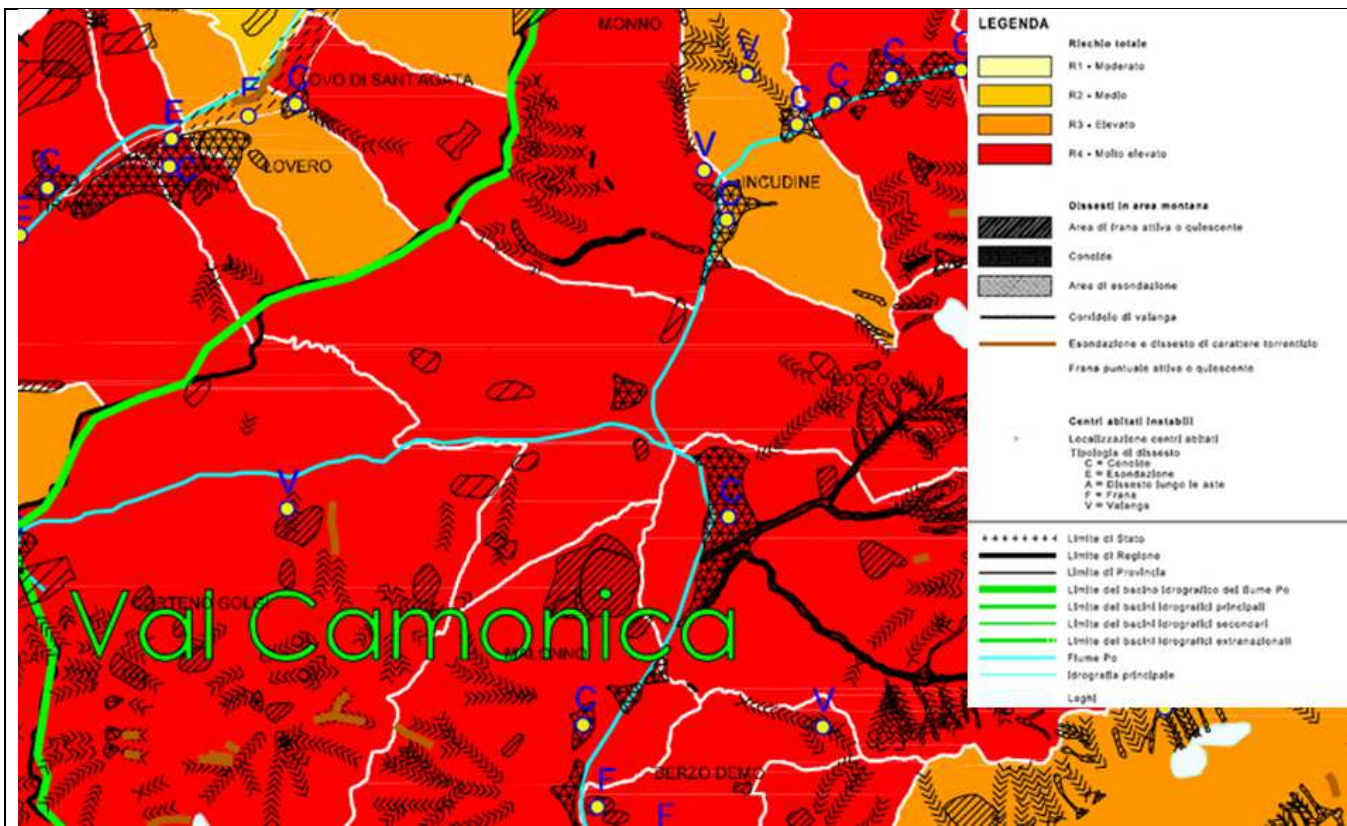 MONNO
LOVO DI SANT'AGATA
V
C
C
C
F
C
E
C
C
LOVERO
V
INCUDINE
C
TIRANO
E
V
C
CORTENO GOLGI
Val Camonica
MALONNO
C
V
BERZO DEMO
F
F
LEGENDA
Rischio totale
R1 - Moderato
R2 - Medio
R3 - Elevato
R4 - Molto elevato
Dissesti in area montana
Area di frana attiva o quiescente
Conoide
Area di esondazione
Corridoio di valanga
Esondazione e dissesto di carattere torrentizio
Frana puntuale attiva o quiescente
Centri abitati instabili
Localizzazione centri abitati
Tipologia di dissesto
C = Conoide
E = Esondazione
A = Dissesto lungo le aste
F = Frana
V = Valanga
Limite di Stato
Limite di Regione
Limite di Provincia
Limite del bacino idrografico del fiume Po
Limite dei bacini idrografici principali
Limite dei bacini idrografici secondari
Limite dei bacini idrografici extranazionali
Fiume Po
Idrografia principale
Laghi